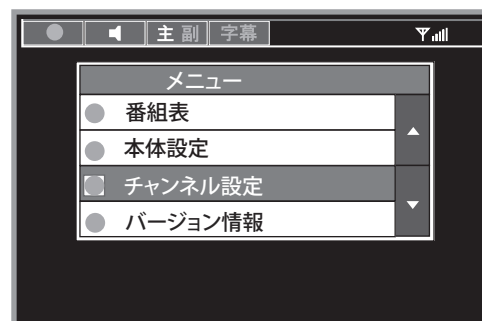 主 副 字幕
メニュー
番組表
本体設定
チャンネル設定
バージョン情報